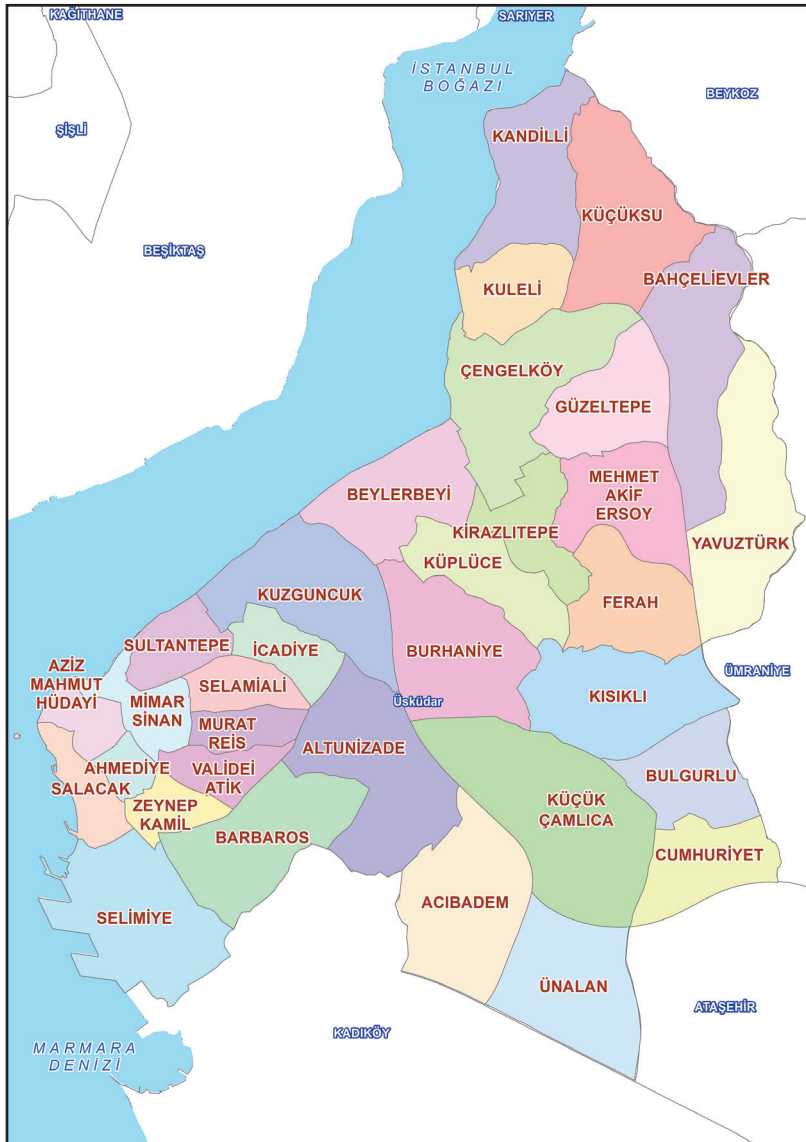 KAĞITHANE
SARIYER
İSTANBUL
BOĞAZI
BEYKOZ
ŞİŞLİ
KANDİLLİ
KÜÇÜKSU
BEŞİKTAŞ
BAHÇELİEVLER
KULELİ
ÇENGELKÖY
GÜZELTEPE
MEHMET
AKİF
ERSOY
BEYLERBEYİ
KİRAZLITEPE
YAVUZTÜRK
KÜPLÜCE
KUZGUNCUK
FERAH
SULTANTEPE
İCADİYE
BURHANİYE
AZİZ
MAHMUT
HÜDAYİ
ÜMRANİYE
SELAMİALİ
MİMAR
SİNAN
KISIKLI
Üsküdar
MURAT
REİS
ALTUNİZADE
AHMEDİYE
VALİDEİ
ATİK
SALACAK
BULGURLU
ZEYNEP
KAMİL
KÜÇÜK
ÇAMLICA
BARBAROS
CUMHURİYET
ACIBADEM
SELİMİYE
ÜNALAN
ATAŞEHİR
KADIKÖY
MARMARA
DENİZİ